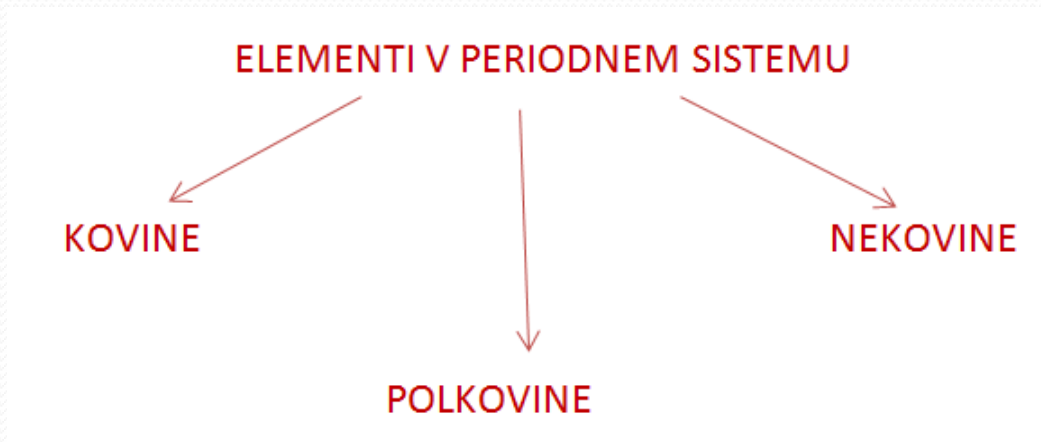 ELEMENTI V PERIODNEM SISTEMU
KOVINE
NEKOVINE
POLKOVINE